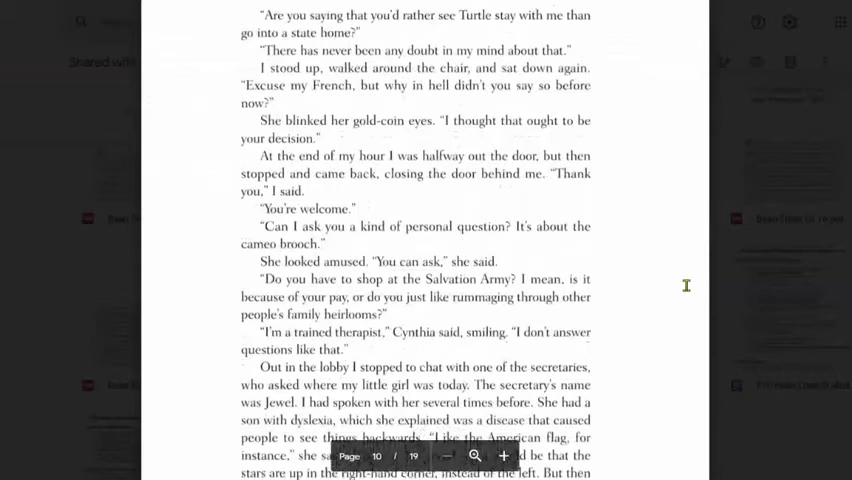 "Are you saying that you'd rather see Turtle stay with me than
go into a state home?"
"There has never been any doubt in my mind about that."
I stood up, walked around the chair, and sat down again.
"Excuse my French, but why in hell didn't you say so before
now?"
She blinked her gold-coin eyes. "I thought that ought to be
your decision."
At the end of my hour I was halfway out the door, but then
stopped and came back, closing the door behind me. "Thank
you," I said.
"You're welcome."
"Can I ask you a kind of personal question? It's about the
cameo brooch."
She looked amused. "You can ask," she said.
"Do you have to shop at the Salvation Army? I mean, is it
because of your pay, or do you just like rummaging through other
people's family heirlooms?"
"I'm a trained therapist," Cynthia said, smiling. "I don't answer
questions like that."
Out in the lobby I stopped to chat with one of the secretaries,
who asked where my little girl was today. The secretary's name
was Jewel. I had spoken with her several times before. She had a
son with dyslexia, which she explained was a disease that caused
people to see things backwards. "Like the American flag, for
instance," she d be that the
stars are up in the right-hand corner, instead of the left. But then
Page 10 / 19
Shared with
Bean